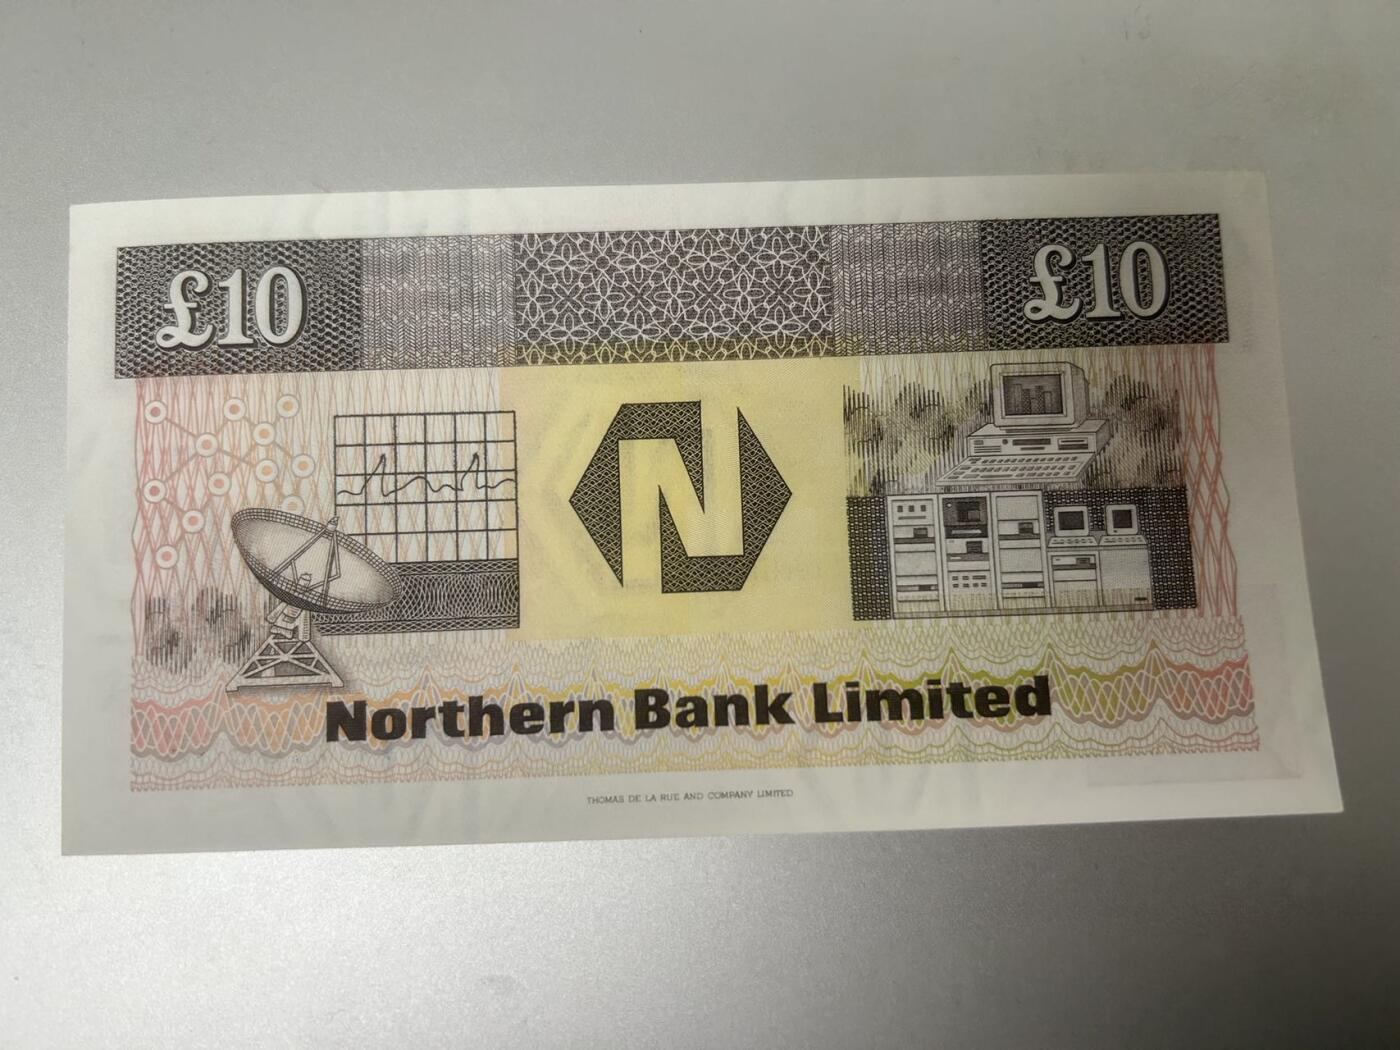 £10 £10
N
Northern Bank Limited
THOMAS DE LA RUE AND COMPANY LIMITED